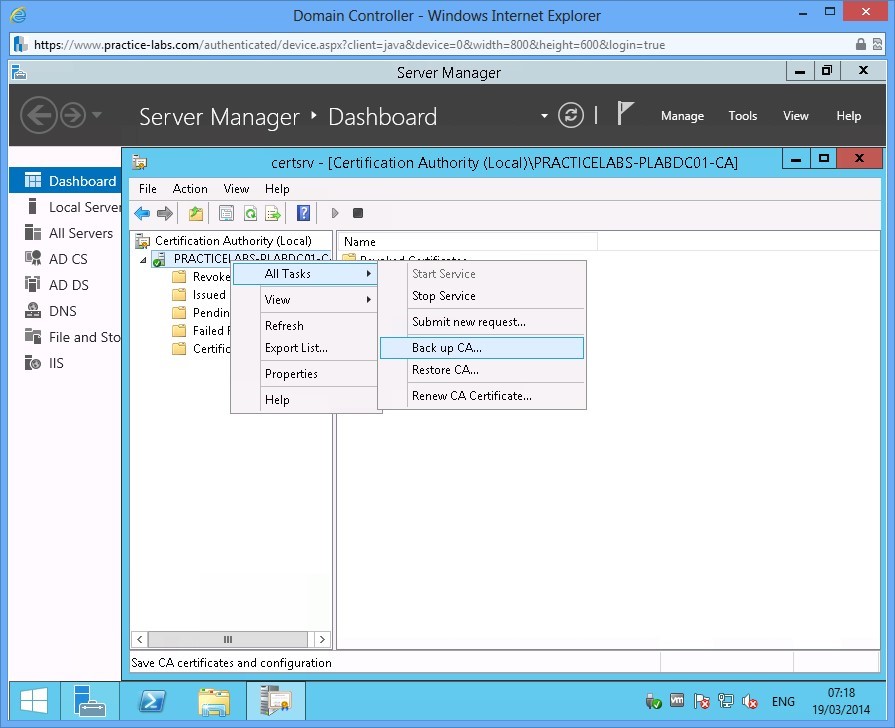 Domain Controller - Windows Internet Explorer
https://www.practice-labs.com/authenticated/device.aspx?client=java&device=0&width=800&height=600&login=true
Server Manager
Server Manager Dashboard
Manage Tools View Help
certsrv - [Certification Authority (Local)\PRACTICELABS-PLABDC01-CA]
File Action View Help
Dashboard
Local Server
All Servers
AD CS
AD DS
DNS
File and Sto
IIS
Certification Authority (Local)
PRACTICELABS-PLABDC01-C
Revoke
Issued
Pendin
Failed R
Certific
Name
Revoked Certificates
All Tasks
View
Refresh
Export List...
Properties
Help
Start Service
Stop Service
Submit new request...
Back up CA...
Restore CA...
Renew CA Certificate...
Save CA certificates and configuration
ENG
07:18
19/03/2014